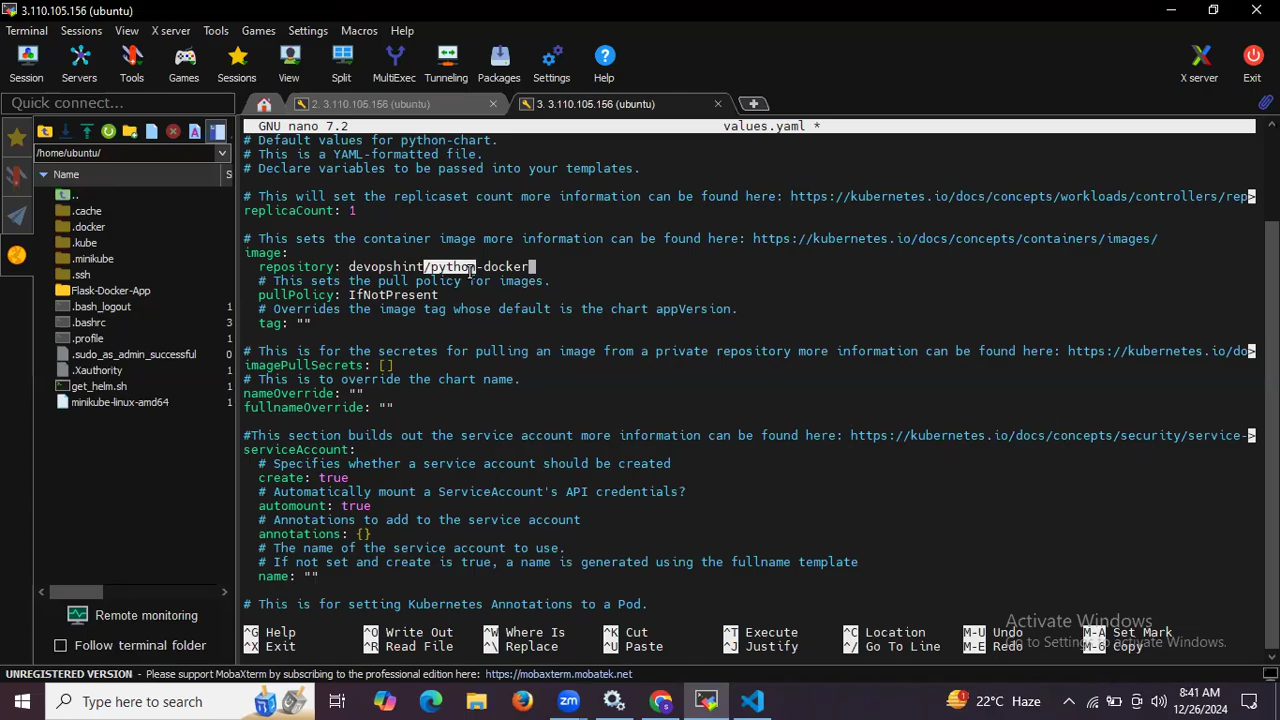 3.110.105.156 (ubuntu)
Terminal Sessions View X server Tools Games Settings Macros Help
Session Servers Tools Games Sessions View Split MultiExec Tunneling Packages Settings Help X server Exit
Quick connect...
2. 3.110.105.156 (ubuntu)
3. 3.110.105.156 (ubuntu)
/home/ubuntu/
Name
S
..
.cache
.docker
.kube
.minikube
.ssh
Flask-Docker-App
.bash_logout 1
.bashrc 3
.profile 1
.sudo_as_admin_successful 0
.Xauthority 1
get_helm.sh 1
minikube-linux-amd64 1
Remote monitoring
Follow terminal folder
GNU nano 7.2 values.yaml *
# Default values for python-chart.
# This is a YAML-formatted file.
# Declare variables to be passed into your templates.
# This will set the replicaset count more information can be found here: https://kubernetes.io/docs/concepts/workloads/controllers/rep>
replicaCount: 1
# This sets the container image more information can be found here: https://kubernetes.io/docs/concepts/containers/images/
image:
repository: devopshint/python-docker
# This sets the pull policy for images.
pullPolicy: IfNotPresent
# Overrides the image tag whose default is the chart appVersion.
tag: ""
# This is for the secretes for pulling an image from a private repository more information can be found here: https://kubernetes.io/do>
imagePullSecrets: []
# This is to override the chart name.
nameOverride: ""
fullnameOverride: ""
#This section builds out the service account more information can be found here: https://kubernetes.io/docs/concepts/security/service->
serviceAccount:
# Specifies whether a service account should be created
create: true
# Automatically mount a ServiceAccount's API credentials?
automount: true
# Annotations to add to the service account
annotations: {}
# The name of the service account to use.
# If not set and create is true, a name is generated using the fullname template
name: ""
# This is for setting Kubernetes Annotations to a Pod.
^G Help ^O Write Out ^W Where Is ^K Cut ^T Execute ^C Location M-U Undo M-A Set Mark
^X Exit ^R Read File ^\ Replace ^U Paste ^J Justify ^/ Go To Line M-E Redo M-6 Copy
Activate Windows
Go to Settings to activate Windows.
UNREGISTERED VERSION - Please support MobaXterm by subscribing to the professional edition here: https://mobaxterm.mobatek.net
Type here to search
22°C Haze
8:41 AM
12/26/2024